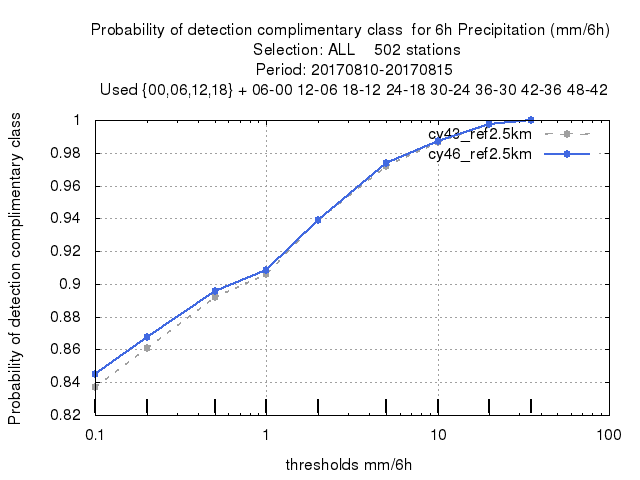 Probability of detection complimentary class  for 6h Precipitation (mm/6h)
Selection: ALL    502 stations
Period: 20170810-20170815
Used {00,06,12,18} + 06-00 12-06 18-12 24-18 30-24 36-30 42-36 48-42
Probability of detection complimentary class
1
0.98
0.96
0.94
0.92
0.9
0.88
0.86
0.84
0.82
cy43_ref2.5km
cy46_ref2.5km
0.1 1 10 100
thresholds mm/6h